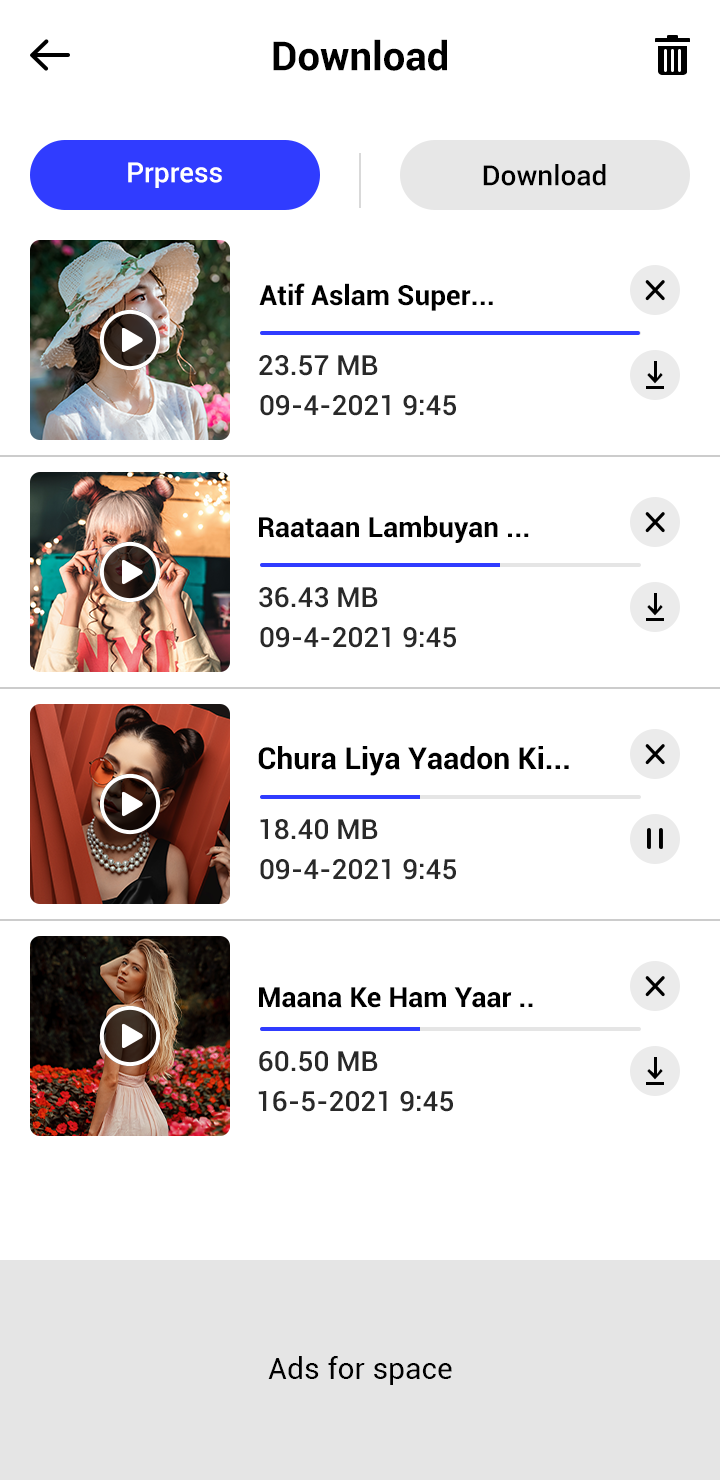 Download
Prpress
Download
Atif Aslam Super...
23.57 MB
09-4-2021 9:45
Raataan Lambuyan ...
36.43 MB
09-4-2021 9:45
NYC
Chura Liya Yaadon Ki...
18.40 MB
09-4-2021 9:45
Maana Ke Ham Yaar ..
60.50 MB
16-5-2021 9:45
Ads for space